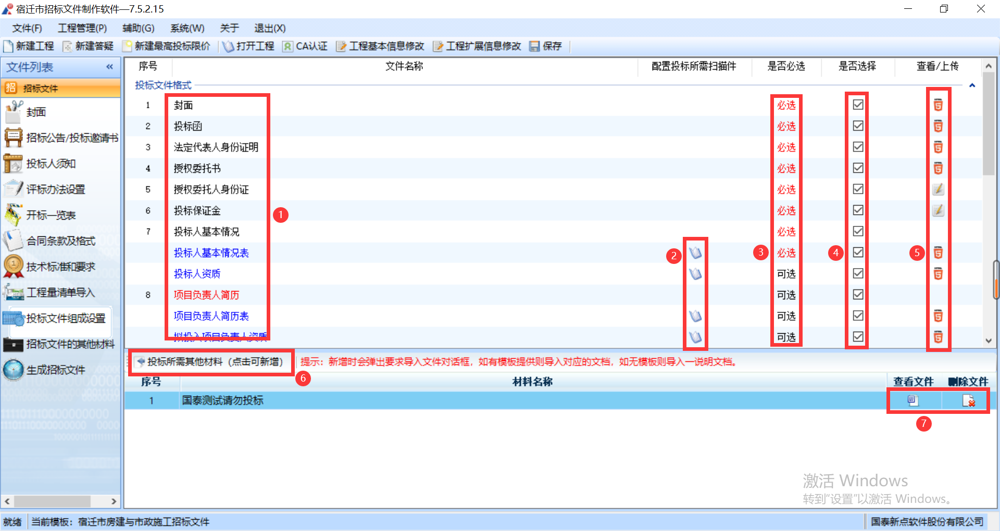 宿迁市招标文件制作软件—7.5.2.15
文件(F) 工程管理(P) 辅助(G) 系统(W) 关于 退出(X)
新建工程 新建答疑 新建最高投标限价 打开工程 CA认证 工程基本信息修改 工程扩展信息修改 保存
文件列表 «
招 招标文件
封面
招标公告/投标邀请书
投标人须知
评标办法设置
开标一览表
合同条款及格式
技术标准和要求
工程量清单导入
投标文件组成设置
招标文件的其他材料
生成招标文件
序号 文件名称 配置投标所需扫描件 是否必选 是否选择 查看/上传
投标文件格式
1 封面 必选
2 投标函 必选
3 法定代表人身份证明 必选
4 授权委托书 必选
5 授权委托人身份证 必选
6 投标保证金 必选
7 投标人基本情况 必选
投标人基本情况表 必选
投标人资质 可选
8 项目负责人简历 可选
项目负责人简历表 可选
拟投入项目负责人资质 可选
1
2
3
4
5
投标所需其他材料（点击可新增） 提示：新增时会弹出要求导入文件对话框，如有模板提供则导入对应的文档，如无模板则导入一说明文档。
6
序号 材料名称 查看文件 删除文件
1 国泰测试请勿投标
7
激活 Windows
转到“设置”以激活 Windows。
就绪 当前模板：宿迁市房建与市政施工招标文件 国泰新点软件股份有限公司